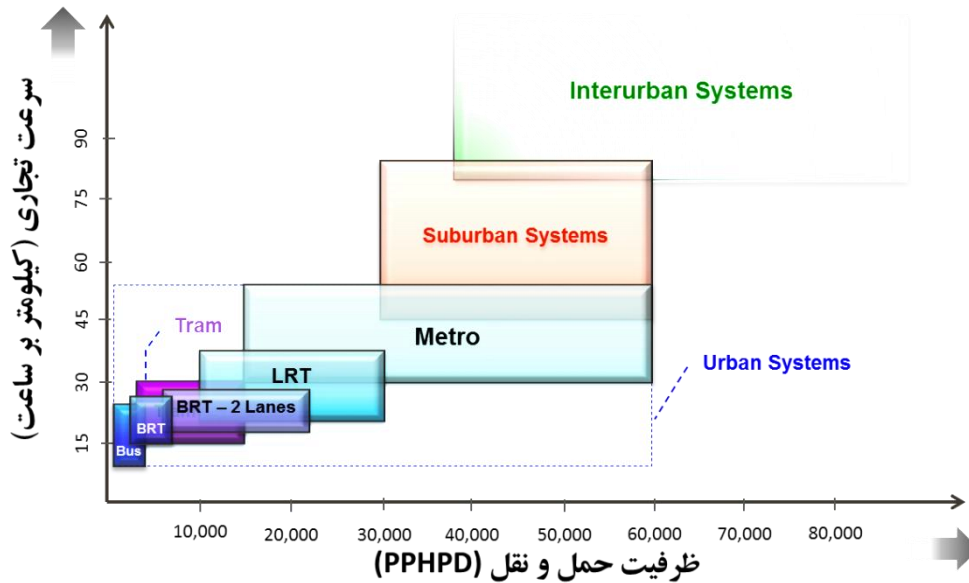 سرعت تجاری (کیلومتر بر ساعت)
90
75
60
45
30
15
Interurban Systems
Suburban Systems
Metro
Tram
LRT
Urban Systems
BRT – 2 Lanes
BRT
Bus
10,000 20,000 30,000 40,000 50,000 60,000 70,000 80,000
ظرفیت حمل و نقل (PPHPD)